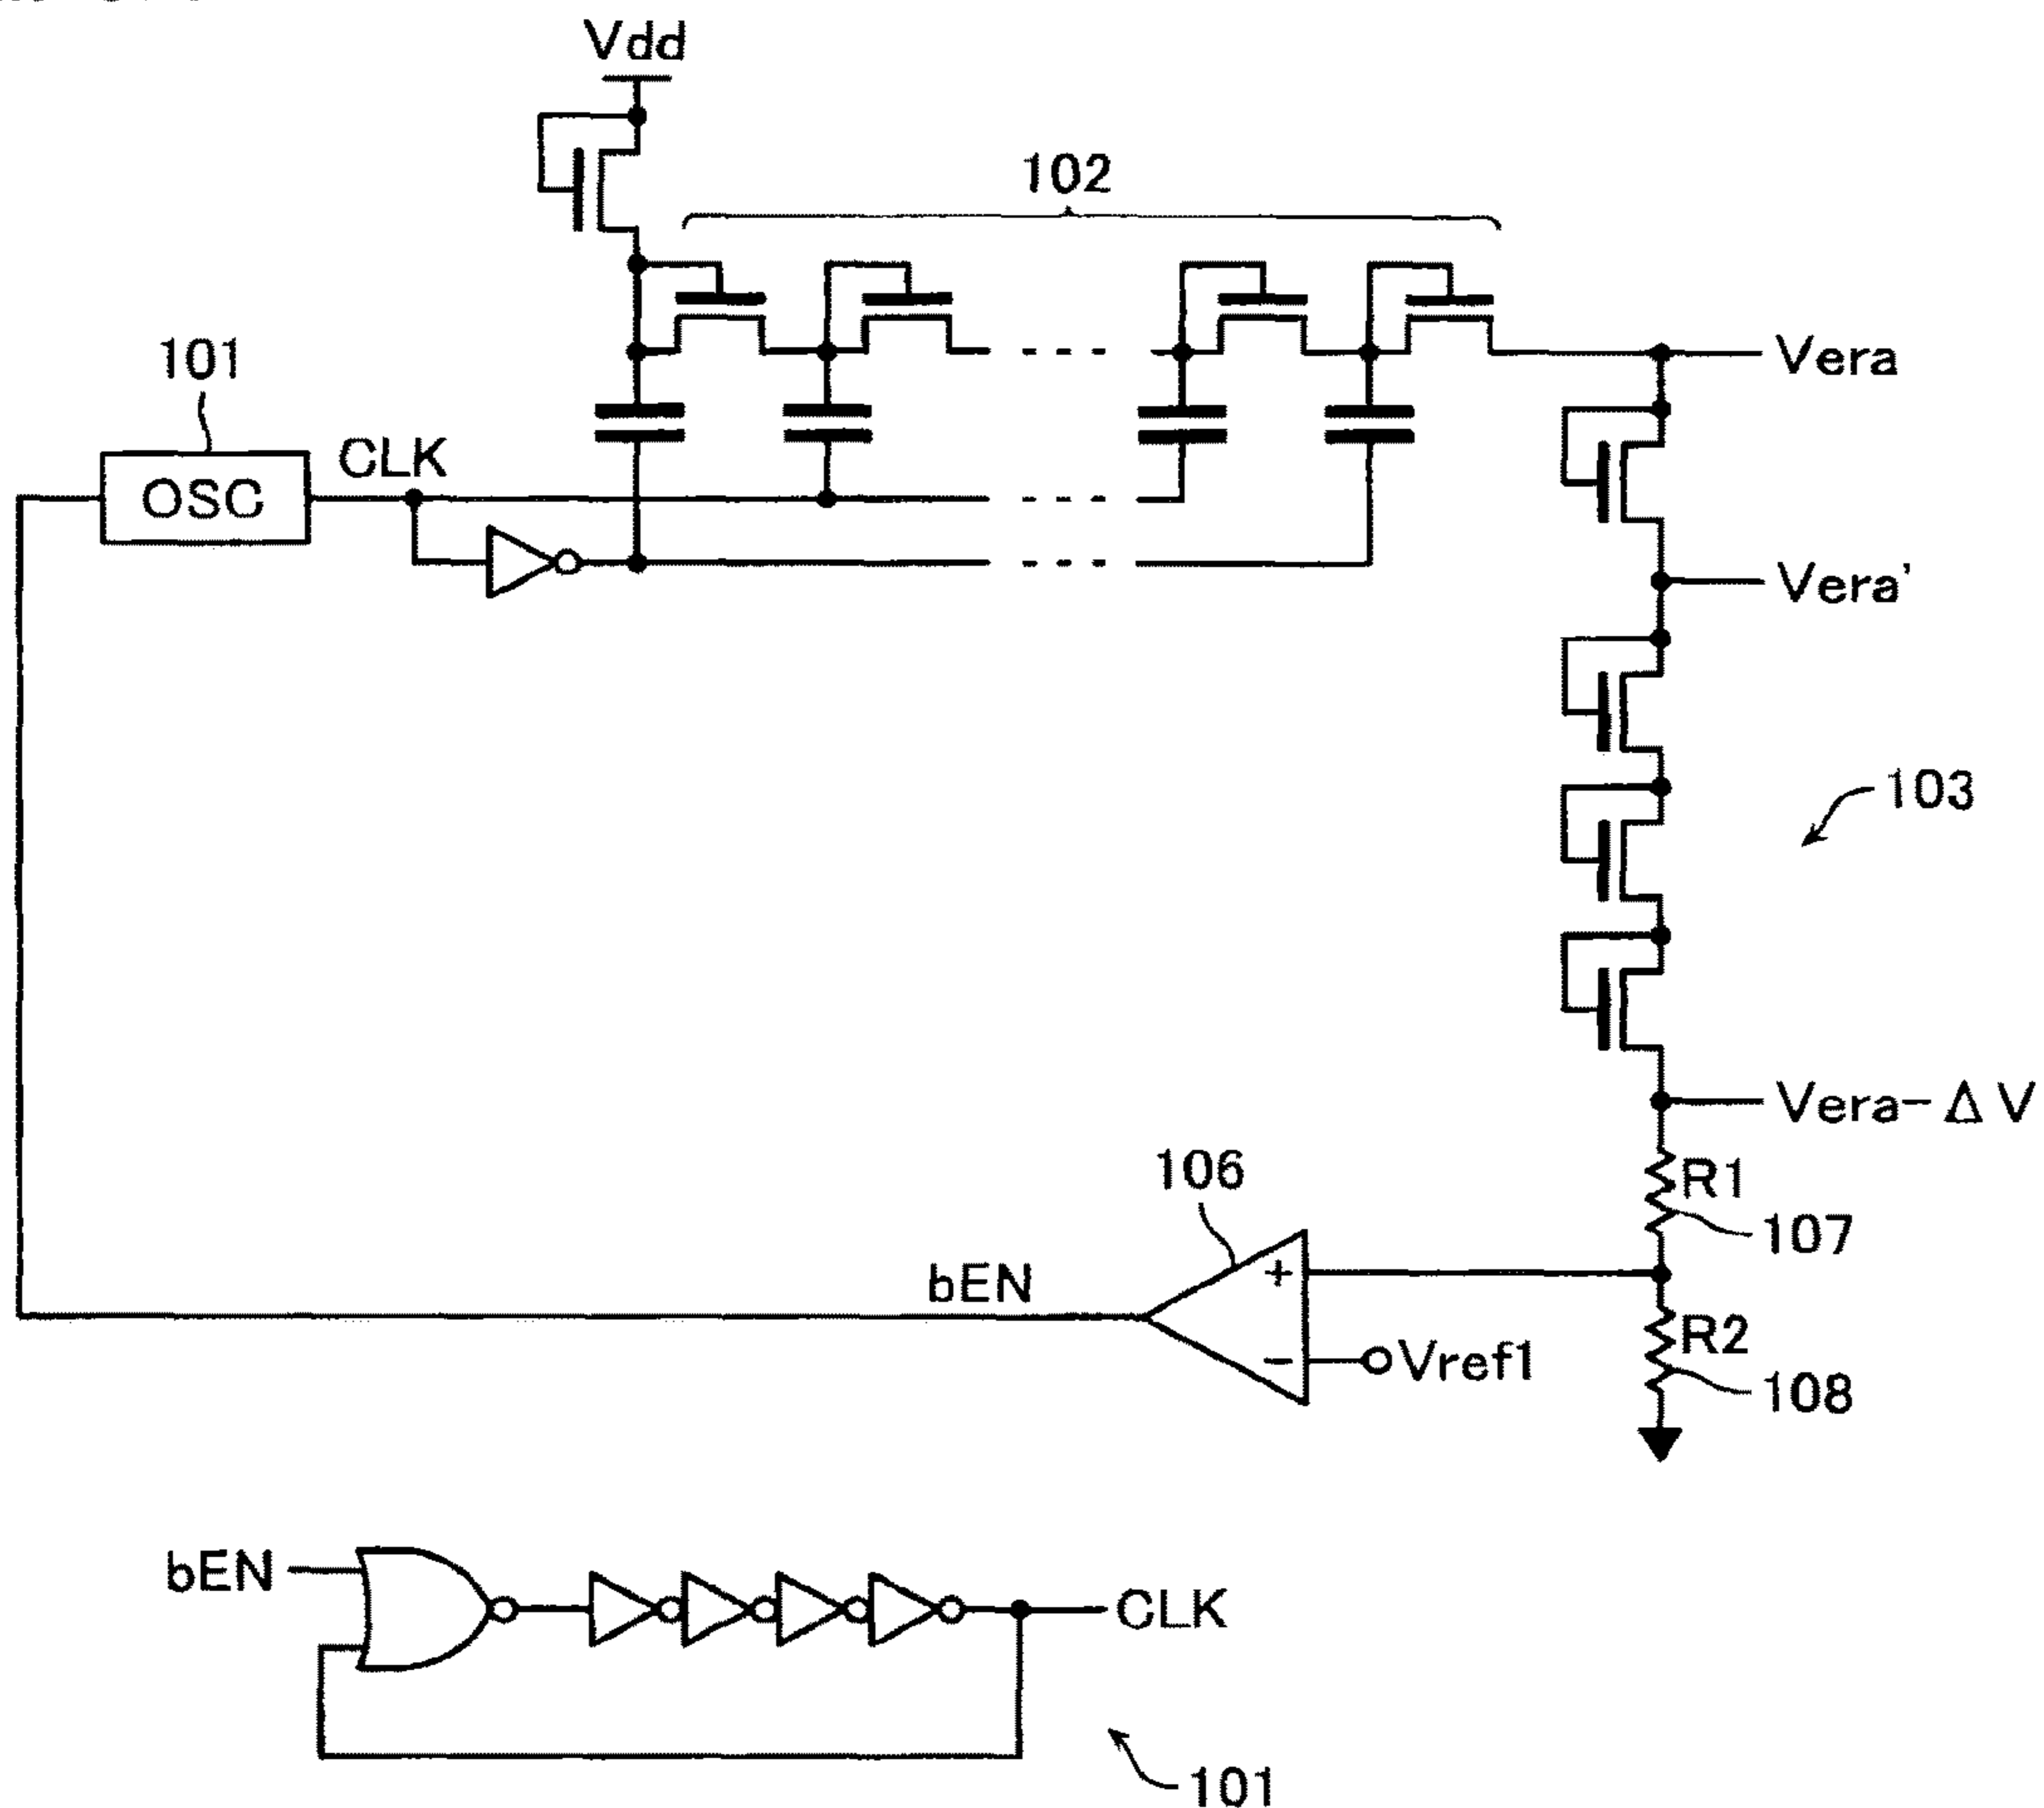 Vdd
102
101
CLK
OSC
Vera
Vera'
103
Vera-ΔV
R1
107
106
bEN
+
-
Vref1
R2
108
bEN
CLK
101